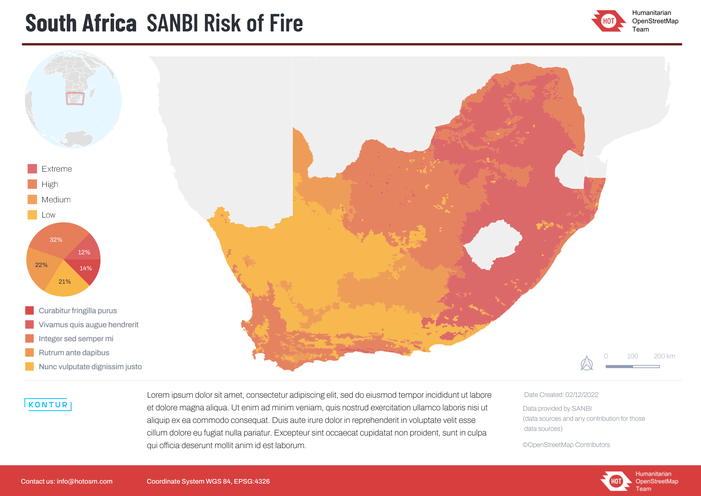 South Africa SANBI Risk of Fire
HOT
Humanitarian
OpenStreetMap
Team
Extreme
High
Medium
Low
32%
12%
14%
22%
21%
Curabitur fringilla purus
Vivamus quis augue hendrerit
Integer sed semper mi
Rutrum ante dapibus
Nunc vulputate dignissim justo
0 100 200 km
KONTUR
Lorem ipsum dolor sit amet, consectetur adipiscing elit, sed do eiusmod tempor incididunt ut labore
et dolore magna aliqua. Ut enim ad minim veniam, quis nostrud exercitation ullamco laboris nisi ut
aliquip ex ea commodo consequat. Duis aute irure dolor in reprehenderit in voluptate velit esse
cillum dolore eu fugiat nulla pariatur. Excepteur sint occaecat cupidatat non proident, sunt in culpa
qui officia deserunt mollit anim id est laborum.
Date Created: 02/12/2022
Data provided by SANBI
(data sources and any contribution for those
data sources)
©OpenStreetMap Contributors
Contact us: info@hotosm.com
Coordinate System WGS 84, EPSG:4326
HOT
Humanitarian
OpenStreetMap
Team